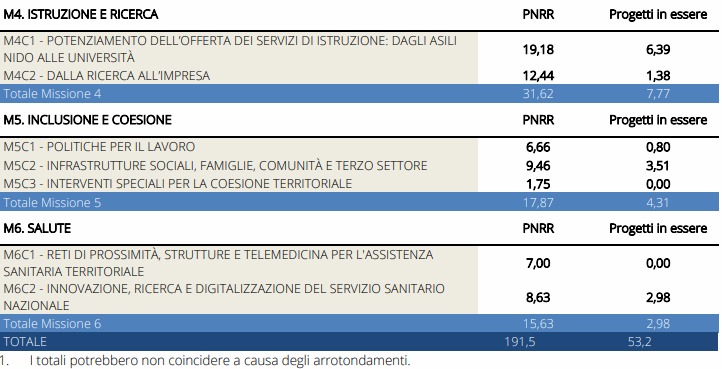 M4. ISTRUZIONE E RICERCA PNRR Progetti in essere
M4C1 - POTENZIAMENTO DELL'OFFERTA DEI SERVIZI DI ISTRUZIONE: DAGLI ASILI
NIDO ALLE UNIVERSITÀ 19,18 6,39
M4C2 - DALLA RICERCA ALL'IMPRESA 12,44 1,38
Totale Missione 4 31,62 7,77
M5. INCLUSIONE E COESIONE PNRR Progetti in essere
M5C1 - POLITICHE PER IL LAVORO 6,66 0,80
M5C2 - INFRASTRUTTURE SOCIALI, FAMIGLIE, COMUNITÀ E TERZO SETTORE 9,46 3,51
M5C3 - INTERVENTI SPECIALI PER LA COESIONE TERRITORIALE 1,75 0,00
Totale Missione 5 17,87 4,31
M6. SALUTE PNRR Progetti in essere
M6C1 - RETI DI PROSSIMITÀ, STRUTTURE E TELEMEDICINA PER L'ASSISTENZA
SANITARIA TERRITORIALE 7,00 0,00
M6C2 - INNOVAZIONE, RICERCA E DIGITALIZZAZIONE DEL SERVIZIO SANITARIO
NAZIONALE 8,63 2,98
Totale Missione 6 15,63 2,98
TOTALE 191,5 53,2
1. I totali potrebbero non coincidere a causa degli arrotondamenti.